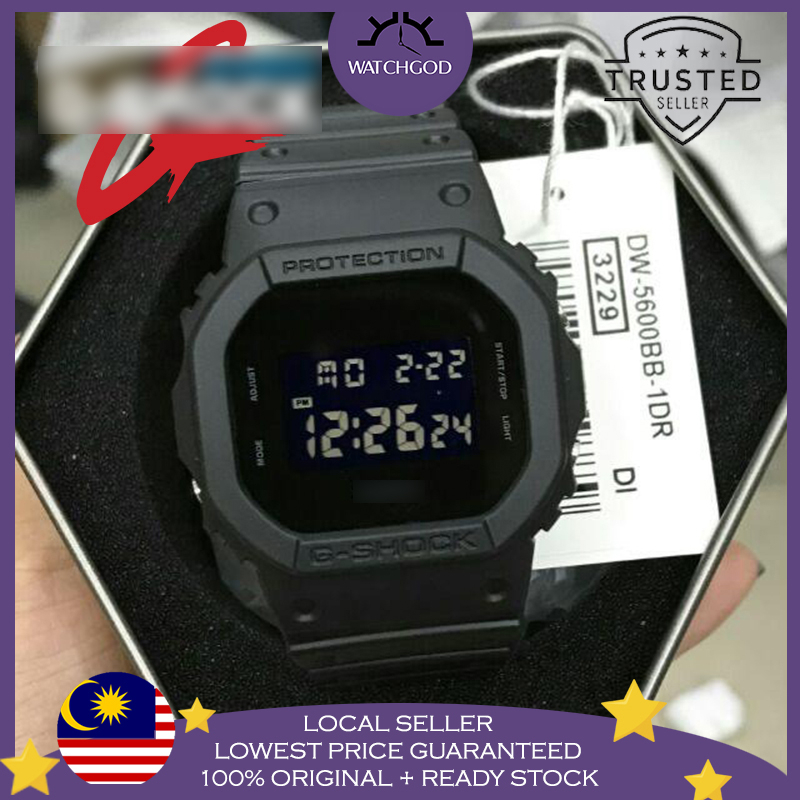 WATCHGOD
TRUSTED
SELLER
PROTECTION
ADJUST
MODE
START/STOP
LIGHT
MO 2-22
PM
12:26 24
G-SHOCK
DW-5600BB-1DR
3229
DI
LOCAL SELLER
LOWEST PRICE GUARANTEED
100% ORIGINAL + READY STOCK